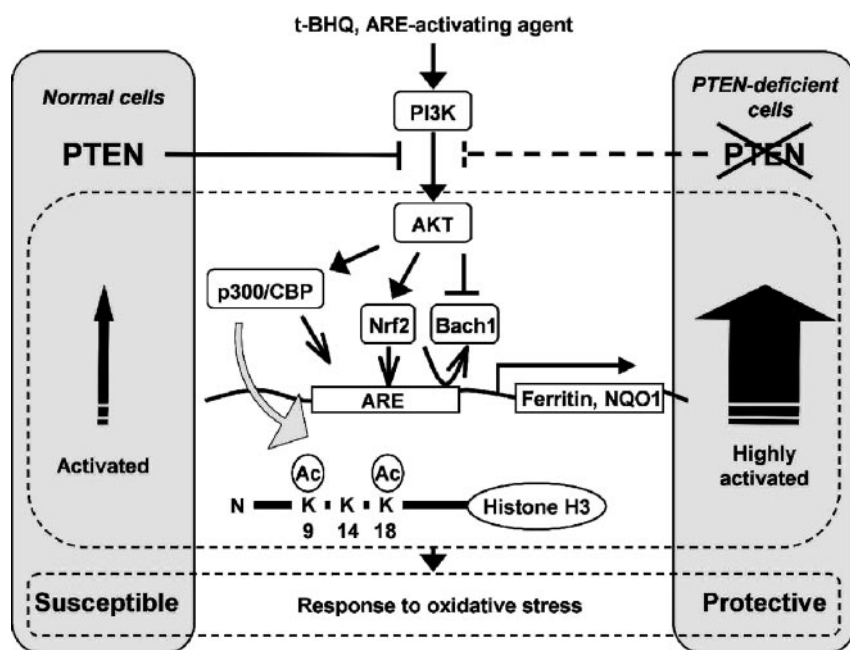 t-BHQ, ARE-activating agent
Normal cells
PTEN-deficient
cells
PI3K
PTEN
PTEN
AKT
p300/CBP
Nrf2
Bach1
ARE
Ferritin, NQO1
Activated
Highly
activated
Ac
Ac
N K K K Histone H3
9 14 18
Susceptible
Response to oxidative stress
Protective